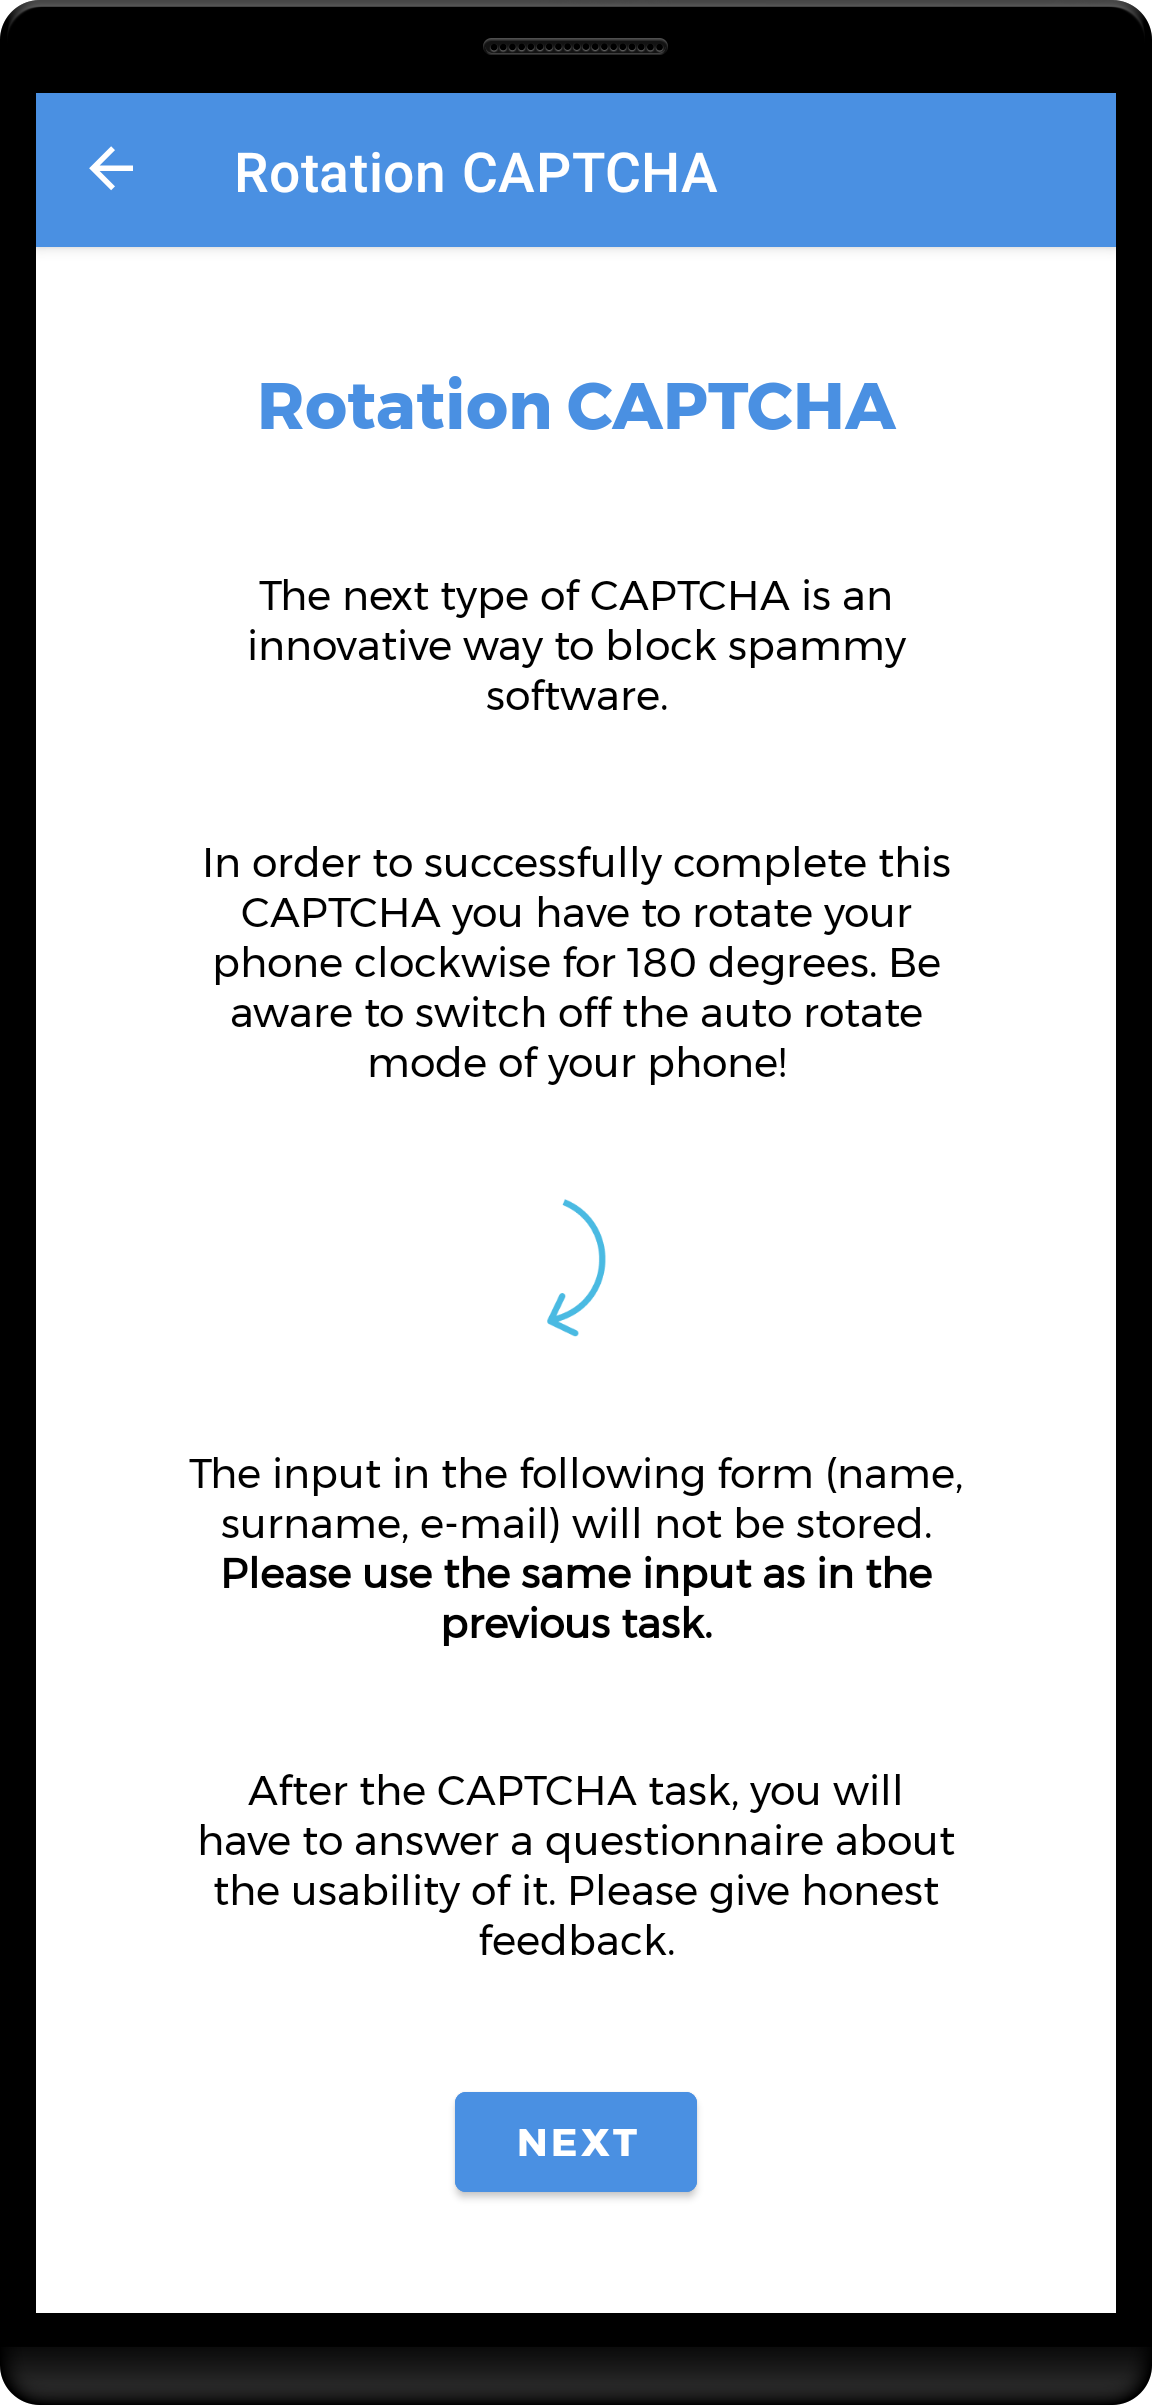 Rotation CAPTCHA
Rotation CAPTCHA
The next type of CAPTCHA is an
innovative way to block spammy
software.
In order to successfully complete this
CAPTCHA you have to rotate your
phone clockwise for 180 degrees. Be
aware to switch off the auto rotate
mode of your phone!
The input in the following form (name,
surname, e-mail) will not be stored.
Please use the same input as in the
previous task.
After the CAPTCHA task, you will
have to answer a questionnaire about
the usability of it. Please give honest
feedback.
NEXT